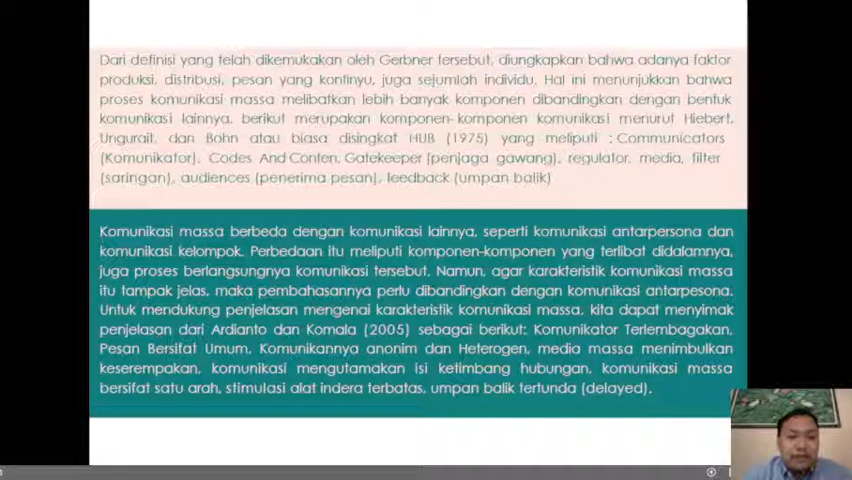 Dari definisi yang telah dikemukakan oleh Gerbner tersebut, diungkapkan bahwa adanya faktor
produksi, distribusi, pesan yang kontinyu, juga sejumlah individu. Hal ini menunjukkan bahwa
proses komunikasi massa melibatkan lebih banyak komponen dibandingkan dengan bentuk
komunikasi lainnya, berikut merupakan komponen-komponen komunikasi menurut Hiebert,
Ungurait, dan Bohn atau biasa disingkat HUB (1975) yang meliputi : Communicators
(Komunikator), Codes And Conten, Gatekeeper (penjaga gawang), regulator, media, filter
(saringan), audiences (penerima pesan), leedback (umpan balik)
Komunikasi massa berbeda dengan komunikasi lainnya, seperti komunikasi antarpersona dan
komunikasi kelompok. Perbedaan itu meliputi komponen-komponen yang terlibat didalamnya,
juga proses berlangsungnya komunikasi tersebut. Namun, agar karakteristik komunikasi massa
itu tampak jelas, maka pembahasannya perlu dibandingkan dengan komunikasi antarpesona.
Untuk mendukung penjelasan mengenai karakteristik komunikasi massa, kita dapat menyimak
penjelasan dari Ardianto dan Komala (2005) sebagai berikut: Komunikator Terlembagakan,
Pesan Bersifat Umum, Komunikannya anonim dan Heterogen, media massa menimbulkan
keserempakan, komunikasi mengutamakan isi ketimbang hubungan, komunikasi massa
bersifat satu arah, stimulasi alat indera terbatas, umpan balik tertunda (delayed).